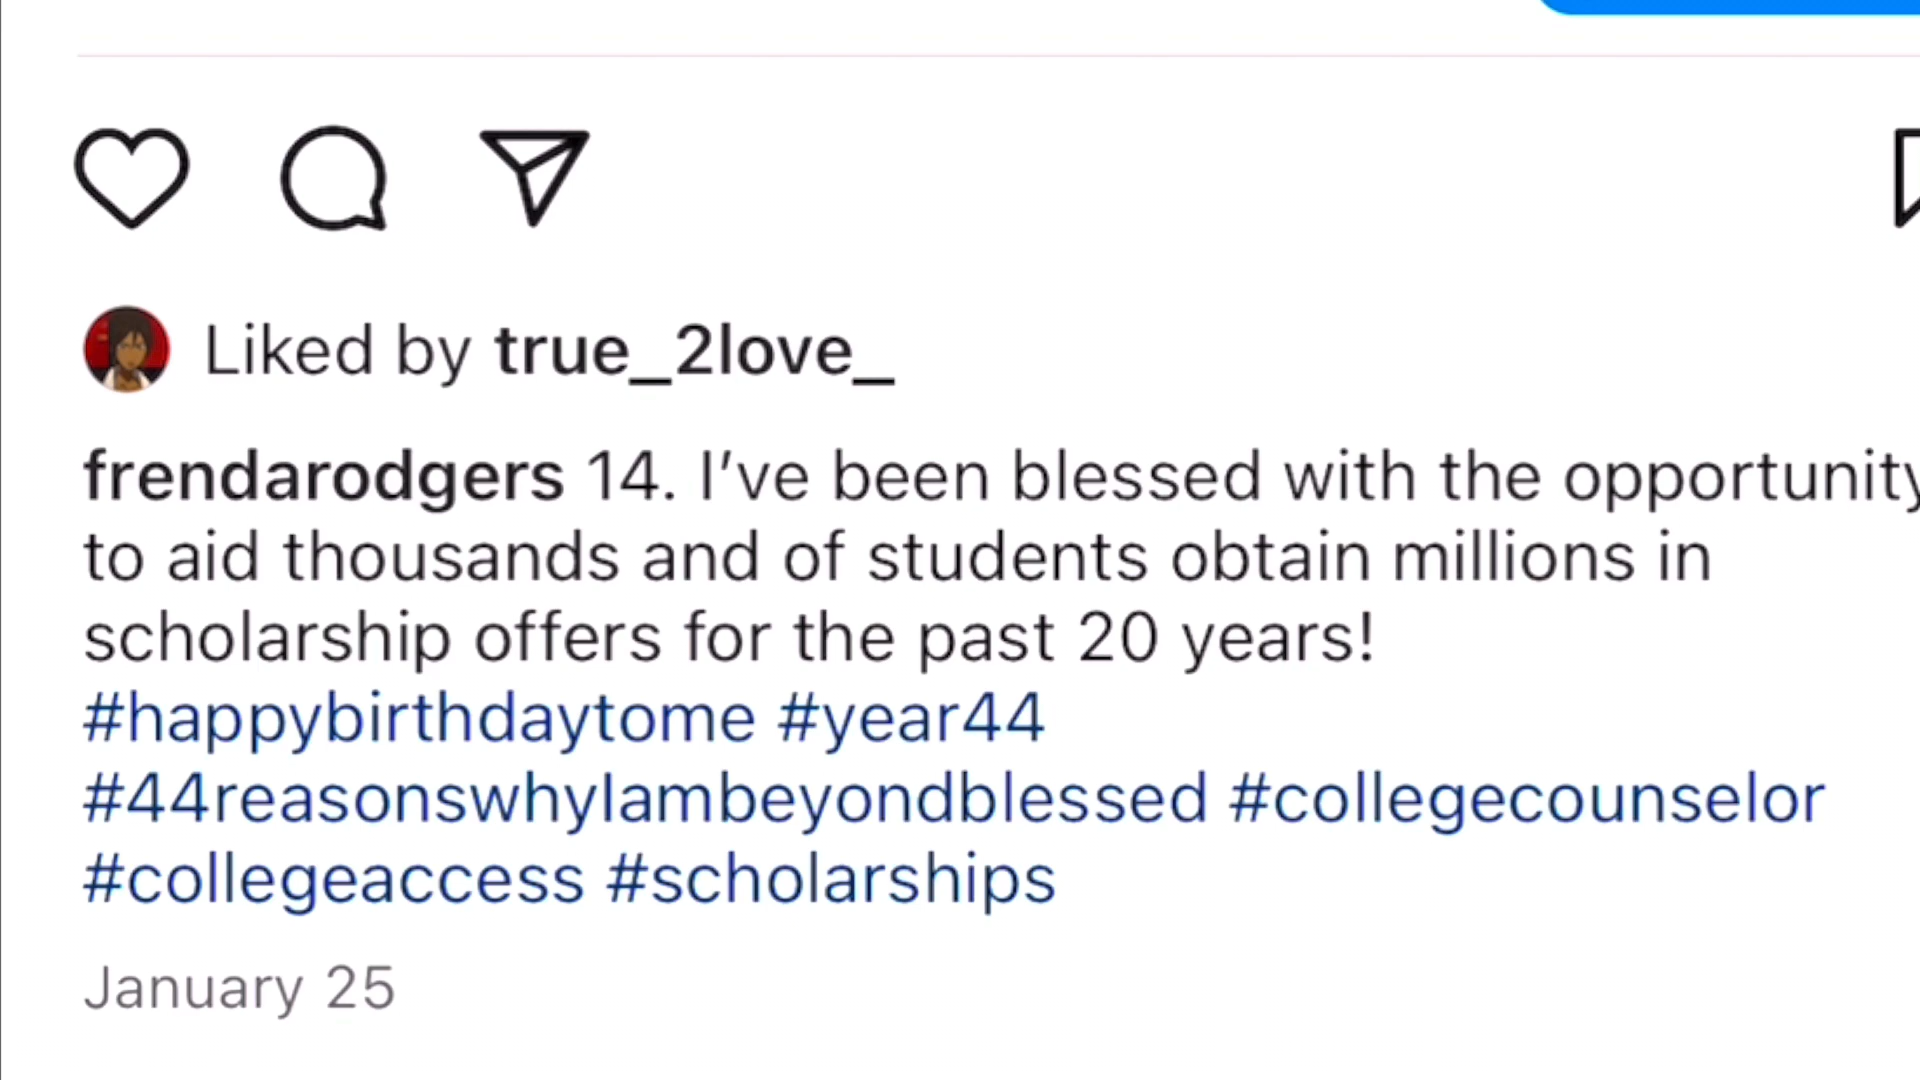 Liked by true_2love_
frendarodgers 14. I've been blessed with the opportunity
to aid thousands and of students obtain millions in
scholarship offers for the past 20 years!
#happybirthdaytome #year44
#44reasonswhyIambeyondblessed #collegecounselor
#collegeaccess #scholarships
January 25